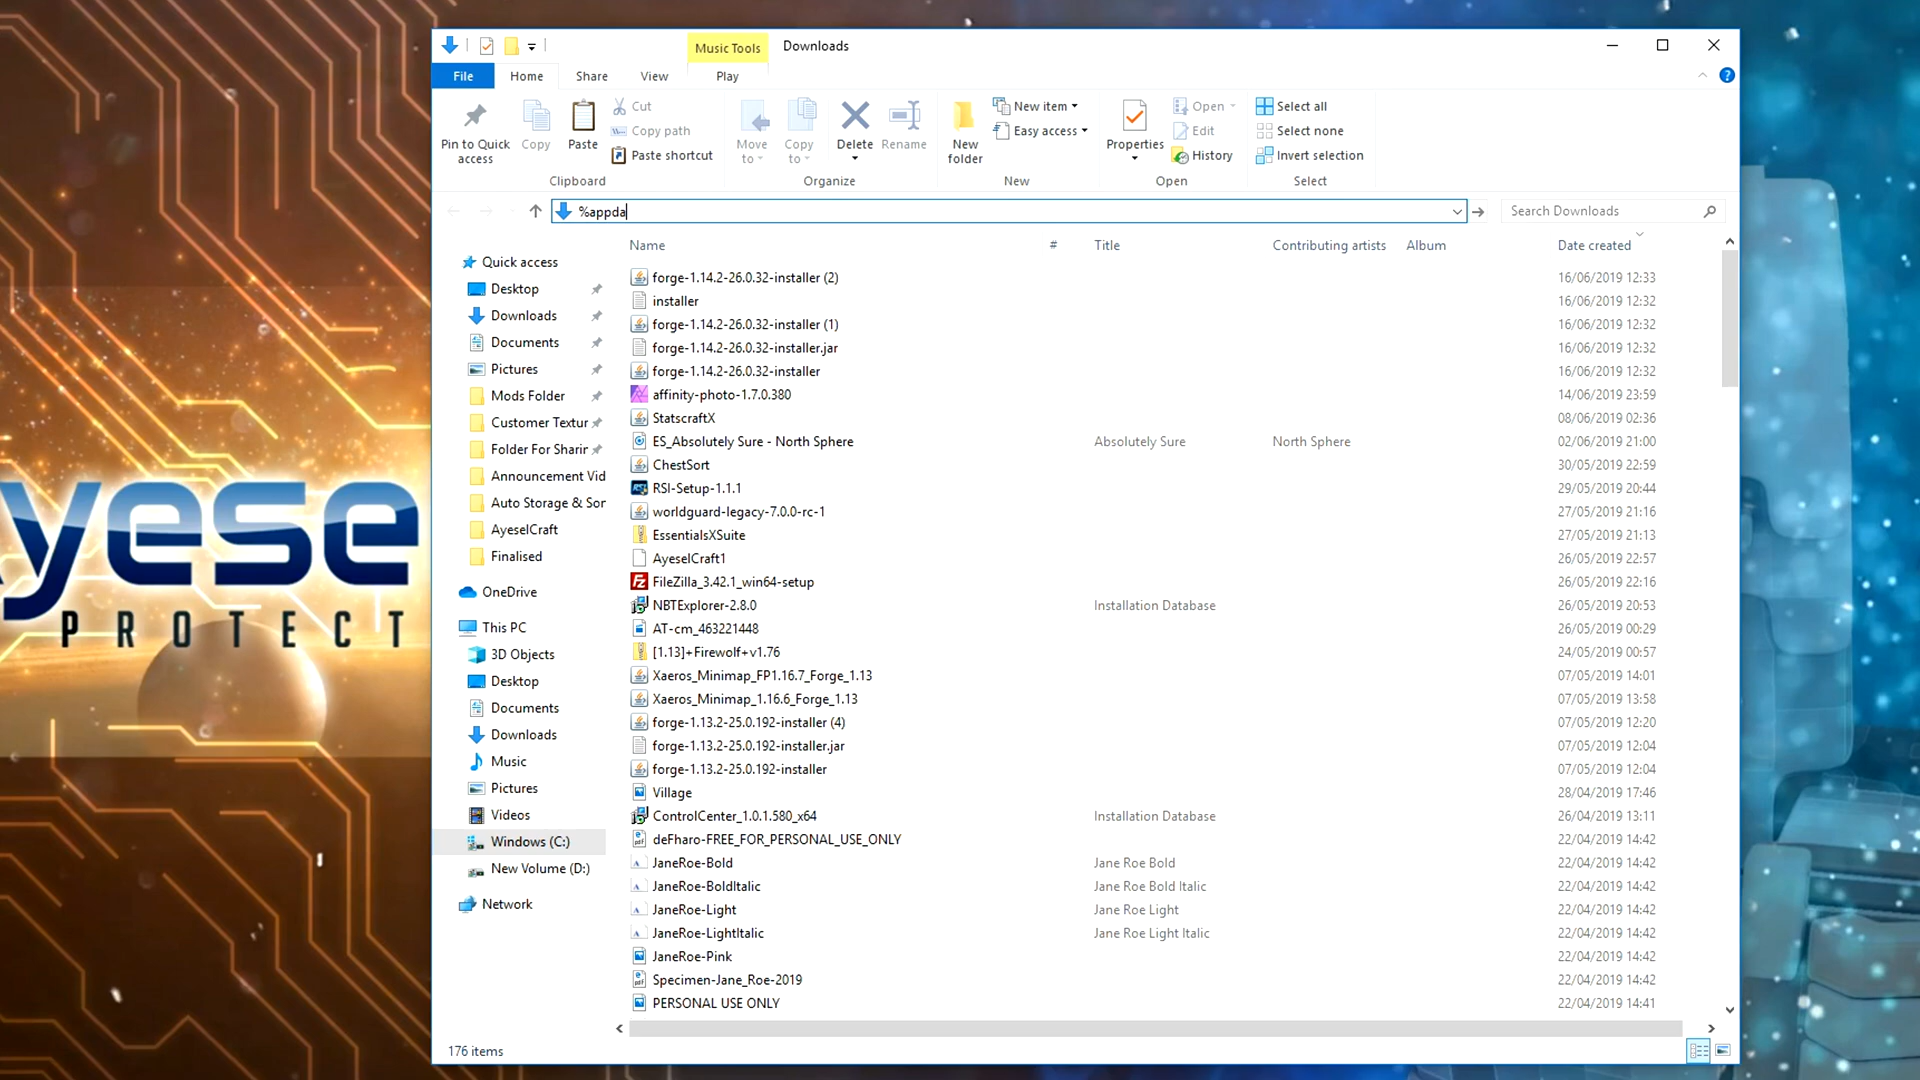 Music Tools Downloads
File Home Share View Play
Pin to Quick access
Copy
Paste
Cut
Copy path
Paste shortcut
Clipboard
Move to
Copy to
Delete
Rename
Organize
New folder
New item
Easy access
New
Properties
Open
Edit
History
Open
Select all
Select none
Invert selection
Select
%appda
Search Downloads
Quick access
Desktop
Downloads
Documents
Pictures
Mods Folder
Customer Textur
Folder For Sharin
Announcement Vid
Auto Storage & Sor
AyeselCraft
Finalised
OneDrive
This PC
3D Objects
Desktop
Documents
Downloads
Music
Pictures
Videos
Windows (C:)
New Volume (D:)
Network
Name # Title Contributing artists Album Date created
forge-1.14.2-26.0.32-installer (2) 16/06/2019 12:33
installer 16/06/2019 12:32
forge-1.14.2-26.0.32-installer (1) 16/06/2019 12:32
forge-1.14.2-26.0.32-installer.jar 16/06/2019 12:32
forge-1.14.2-26.0.32-installer 16/06/2019 12:32
affinity-photo-1.7.0.380 14/06/2019 23:59
StatscraftX 08/06/2019 02:36
ES_Absolutely Sure - North Sphere Absolutely Sure North Sphere 02/06/2019 21:00
ChestSort 30/05/2019 22:59
RSI-Setup-1.1.1 29/05/2019 20:44
worldguard-legacy-7.0.0-rc-1 27/05/2019 21:16
EssentialsXSuite 27/05/2019 21:13
AyeselCraft1 26/05/2019 22:57
FileZilla_3.42.1_win64-setup 26/05/2019 22:16
NBTExplorer-2.8.0 Installation Database 26/05/2019 20:53
AT-cm_463221448 26/05/2019 00:29
[1.13]+Firewolf+v1.76 24/05/2019 00:57
Xaeros_Minimap_FP1.16.7_Forge_1.13 07/05/2019 14:01
Xaeros_Minimap_1.16.6_Forge_1.13 07/05/2019 13:58
forge-1.13.2-25.0.192-installer (4) 07/05/2019 12:20
forge-1.13.2-25.0.192-installer.jar 07/05/2019 12:04
forge-1.13.2-25.0.192-installer 07/05/2019 12:04
Village 28/04/2019 17:46
ControlCenter_1.0.1.580_x64 Installation Database 26/04/2019 13:11
deFharo-FREE_FOR_PERSONAL_USE_ONLY 22/04/2019 14:42
JaneRoe-Bold Jane Roe Bold 22/04/2019 14:42
JaneRoe-BoldItalic Jane Roe Bold Italic 22/04/2019 14:42
JaneRoe-Light Jane Roe Light 22/04/2019 14:42
JaneRoe-LightItalic Jane Roe Light Italic 22/04/2019 14:42
JaneRoe-Pink 22/04/2019 14:42
Specimen-Jane_Roe-2019 22/04/2019 14:42
PERSONAL USE ONLY 22/04/2019 14:41
176 items
yese
PROTECT